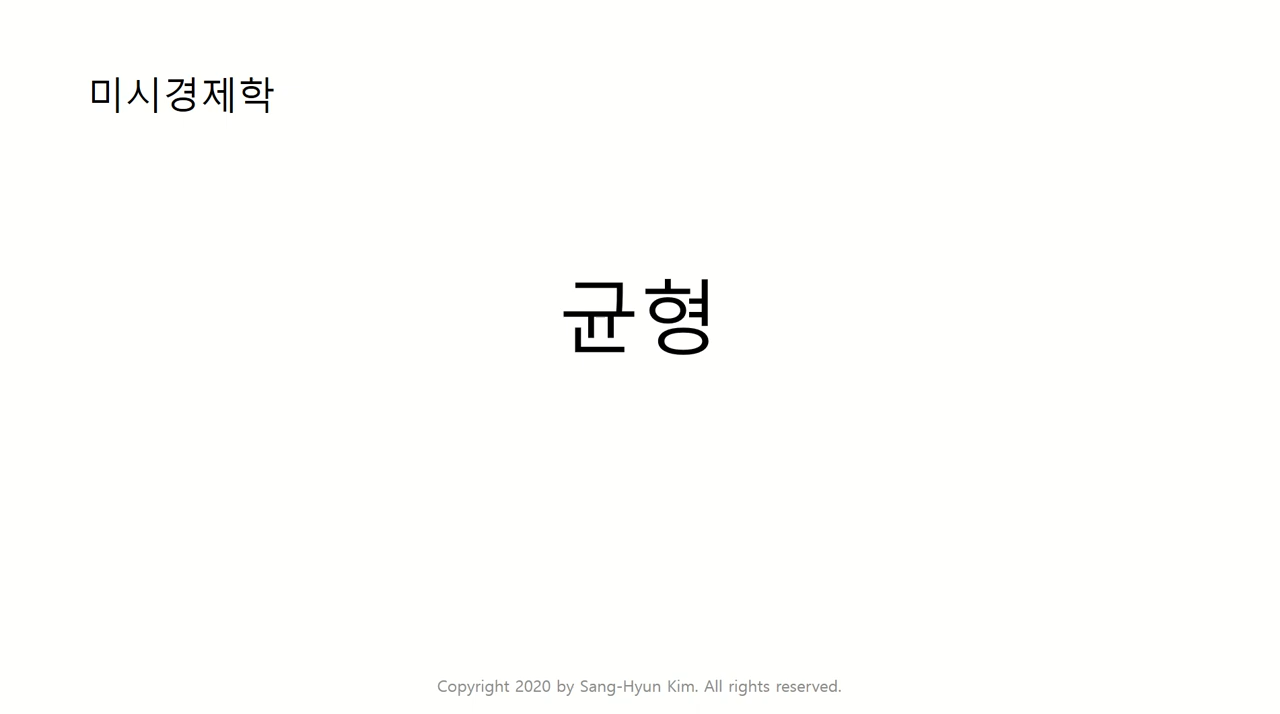 미시경제학
균형
Copyright 2020 by Sang-Hyun Kim. All rights reserved.